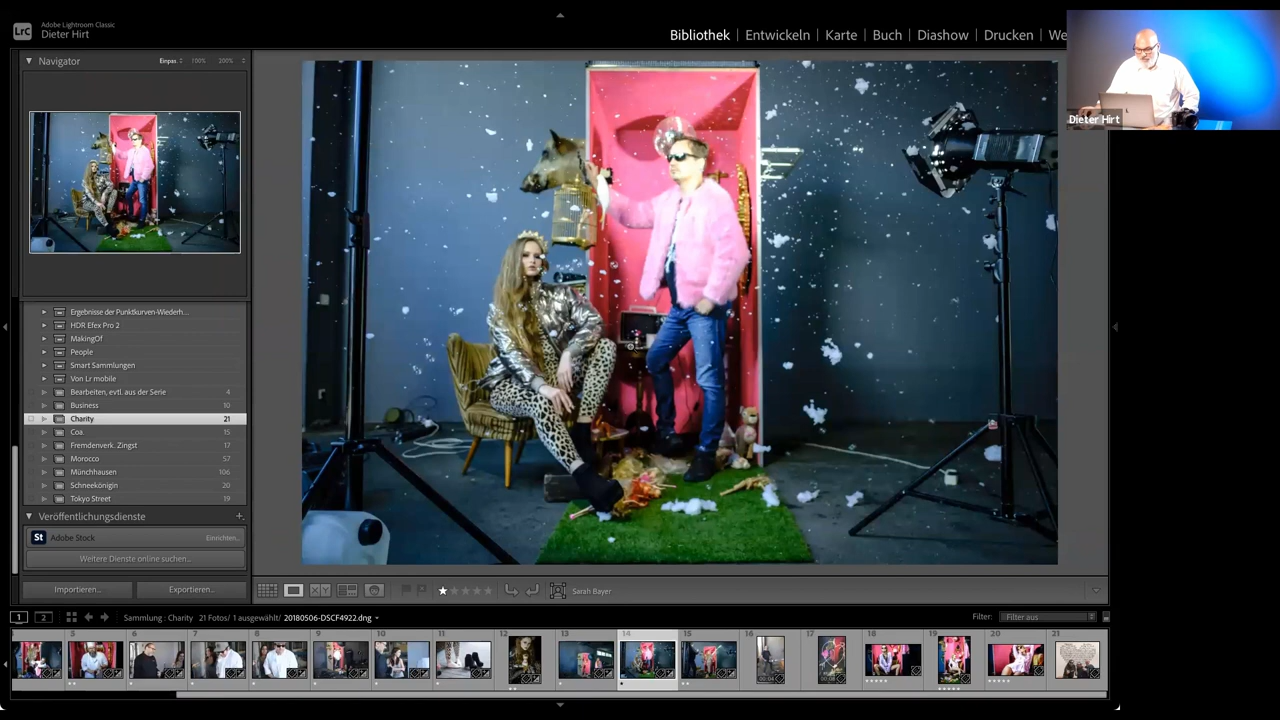 LrC
Adobe Lightroom Classic
Dieter Hirt
Bibliothek | Entwickeln | Karte | Buch | Diashow | Drucken | We
Dieter Hirt
Navigator
Einpas. 100% 200%
Ergebnisse der Punktkurven-Wiederh...
HDR Efex Pro 2
MakingOf
People
Smart Sammlungen
Von Lr mobile
Bearbeiten, evtl. aus der Serie 4
Business 10
Charity 21
Coa 15
Fremdenverk. Zingst 17
Morocco 57
Münchhausen 106
Schneekönigin 20
Tokyo Street 19
Veröffentlichungsdienste
St Adobe Stock Einrichten...
Weitere Dienste online suchen...
Importieren... Exportieren...
XY
Sarah Bayer
1 2 Sammlung : Charity 21 Fotos/ 1 ausgewählt/ 20180506-DSCF4922.dng
Filter: Filter aus
5 6 7 8 9 10 11 12 13 14 15 16 17 18 19 20 21